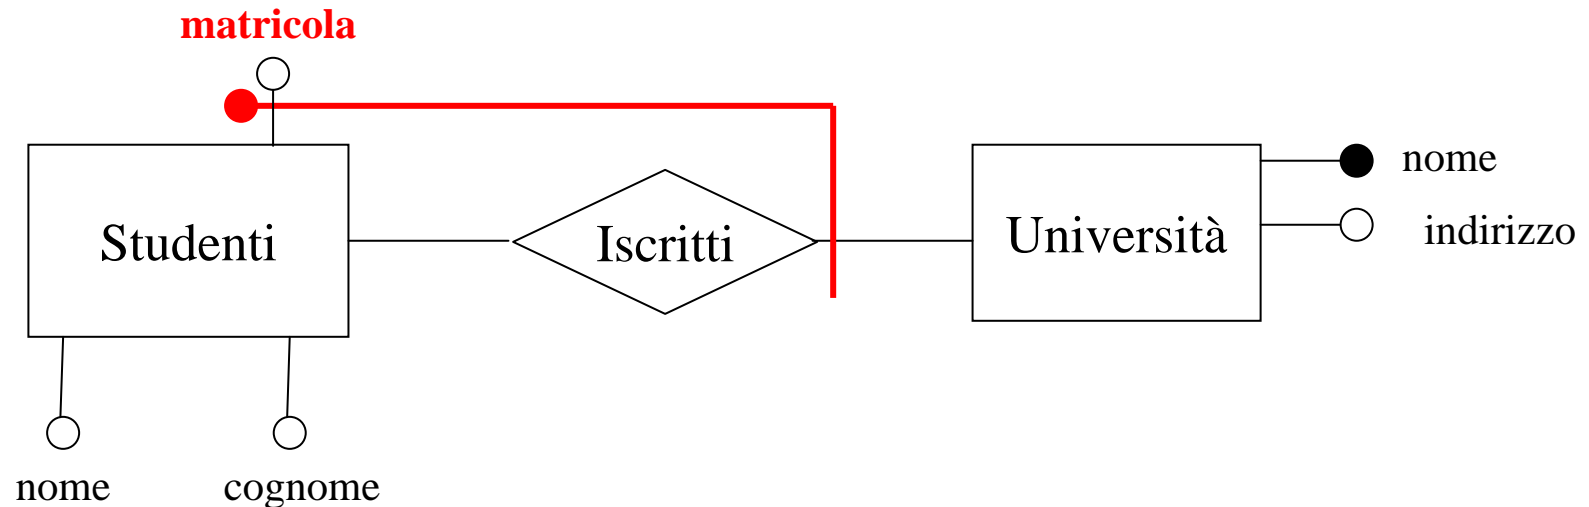 matricola
nome
Studenti
Iscritti
Università
indirizzo
nome
cognome